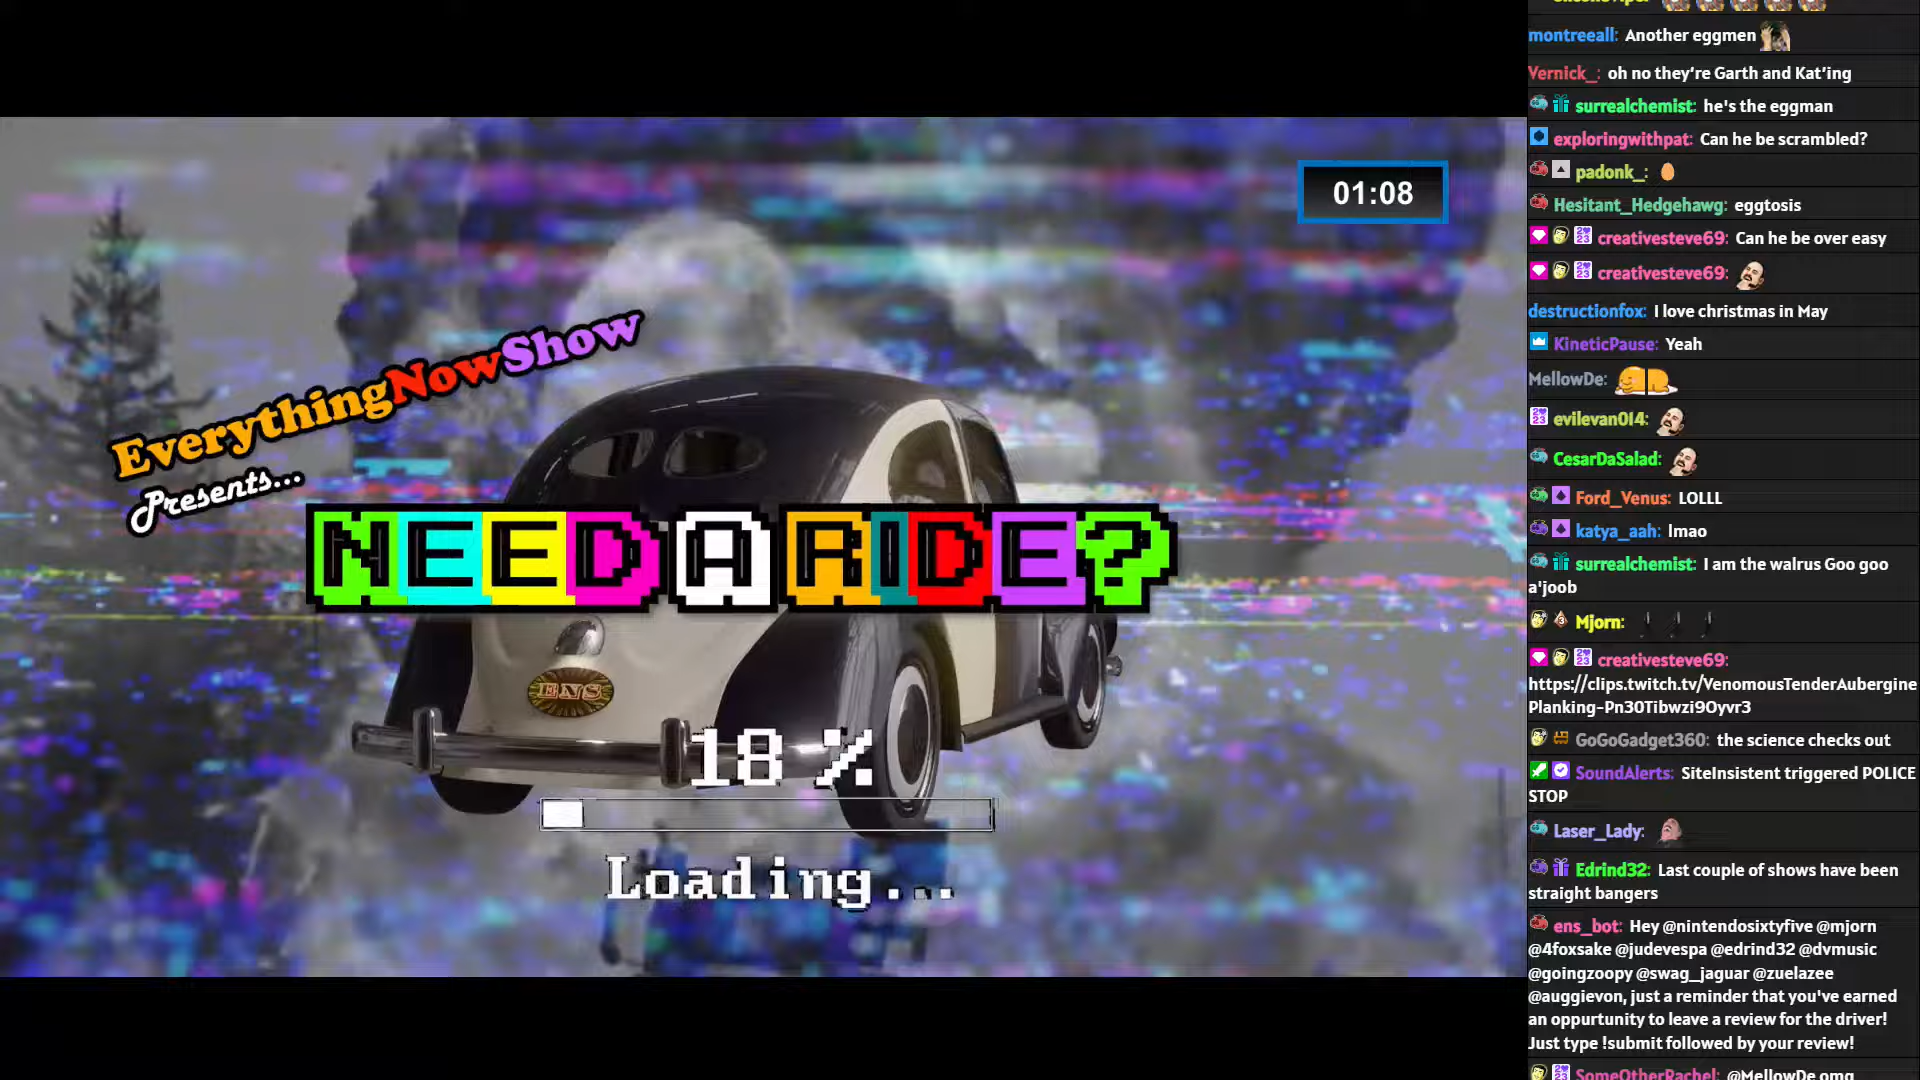 EverythingNowShow
Presents...
NEED A RIDE?
01:08
ENS
18 %
Loading...
montreeall: Another eggmen
Vernick_: oh no they're Garth and Kat'ing
surrealchemist: he's the eggman
exploringwithpat: Can he be scrambled?
padonk_:
Hesitant_Hedgehawg: eggtosis
creativesteve69: Can he be over easy
creativesteve69:
destructionfox: I love christmas in May
KineticPause: Yeah
MellowDe:
evilevan014:
CesarDaSalad:
Ford_Venus: LOLLL
katya_aah: lmao
surrealchemist: I am the walrus Goo goo
a'joob
Mjorn:
creativesteve69:
https://clips.twitch.tv/VenomousTenderAubergine
Planking-Pn30Tibwzi9Oyvr3
GoGoGadget360: the science checks out
SoundAlerts: SiteInsistent triggered POLICE
STOP
Laser_Lady:
Edrind32: Last couple of shows have been
straight bangers
ens_bot: Hey @nintendosixtyfive @mjorn
@4foxsake @judevespa @edrind32 @dvmusic
@goingzoopy @swag_jaguar @zuelazee
@auggievon, just a reminder that you've earned
an oppurtunity to leave a review for the driver!
Just type !submit followed by your review!
SomeOtherRachel: @MellowDe omg